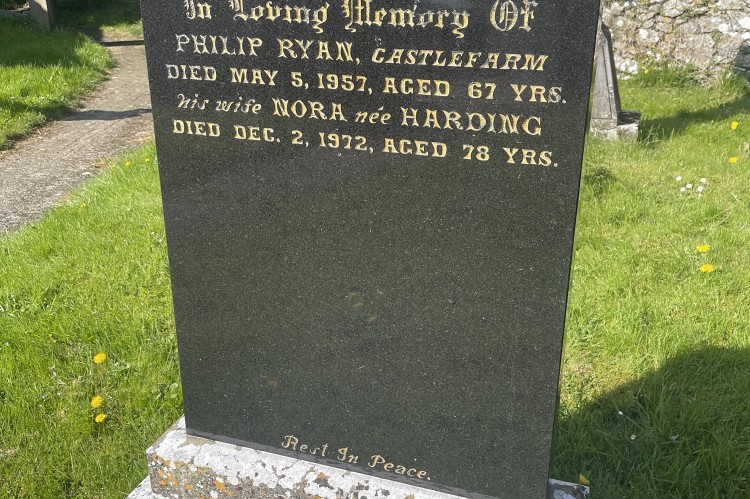 In Loving Memory Of
PHILIP RYAN, CASTLEFARM
DIED MAY 5, 1957, AGED 67 YRS.
his wife NORA née HARDING
DIED DEC. 2, 1972, AGED 78 YRS.
Rest In Peace.